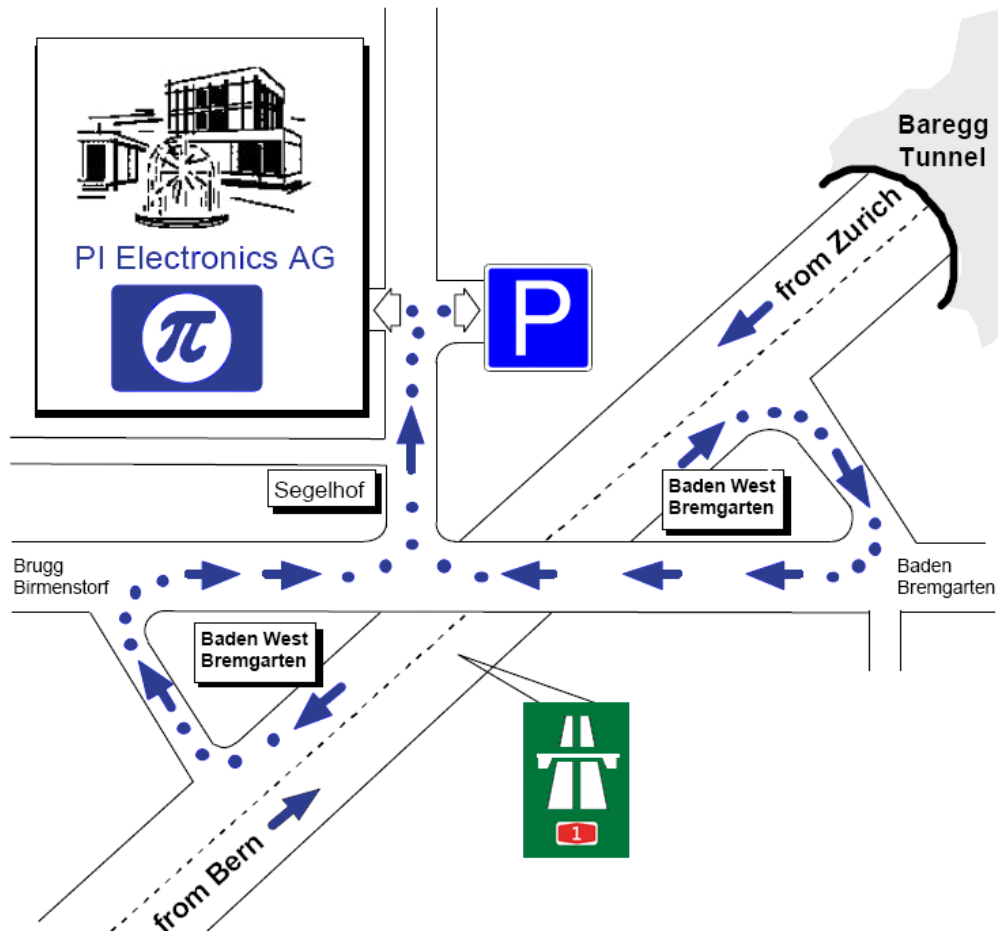 Baregg
Tunnel
from Zurich
PI Electronics AG
π
P
Segelhof
Baden West
Bremgarten
Brugg
Birmenstorf
Baden
Bremgarten
Baden West
Bremgarten
1
from Bern